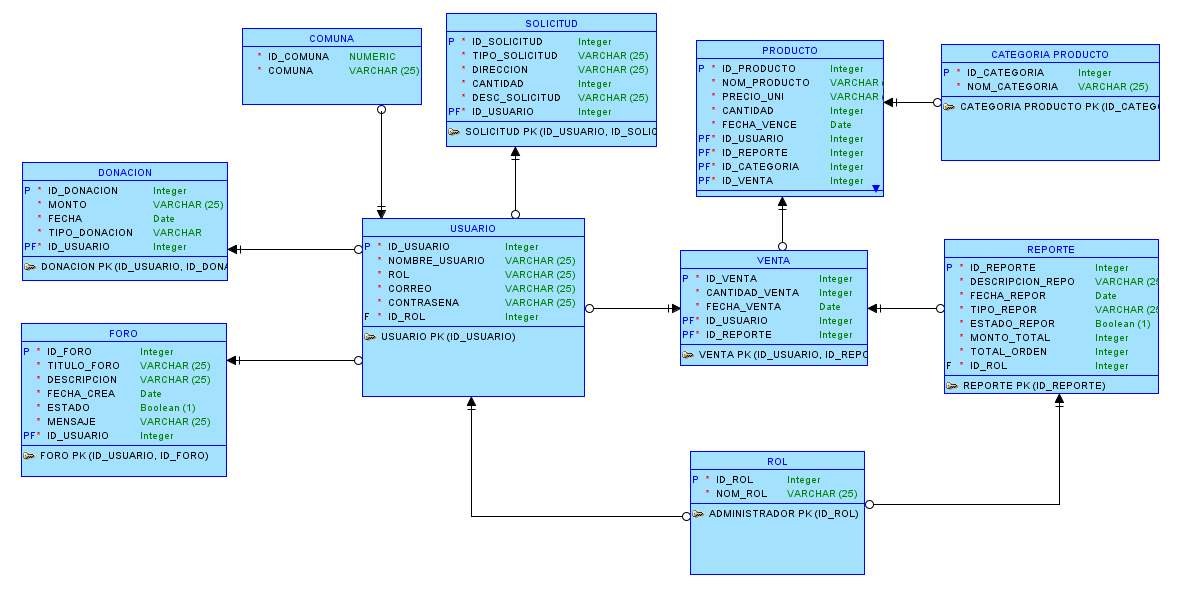 COMUNA
* ID_COMUNA NUMERIC
* COMUNA VARCHAR (25)
SOLICITUD
P * ID_SOLICITUD Integer
* TIPO_SOLICITUD VARCHAR (25)
* DIRECCION VARCHAR (25)
* CANTIDAD Integer
* DESC_SOLICITUD VARCHAR (25)
PF* ID_USUARIO Integer
SOLICITUD PK (ID_USUARIO, ID_SOLIC
PRODUCTO
P * ID_PRODUCTO Integer
* NOM_PRODUCTO VARCHAR
* PRECIO_UNI VARCHAR
* CANTIDAD Integer
* FECHA_VENCE Date
PF* ID_USUARIO Integer
PF* ID_REPORTE Integer
PF* ID_CATEGORIA Integer
PF* ID_VENTA Integer
CATEGORIA PRODUCTO
P * ID_CATEGORIA Integer
* NOM_CATEGORIA VARCHAR (25)
CATEGORIA PRODUCTO PK (ID_CATEG
DONACION
P * ID_DONACION Integer
* MONTO VARCHAR (25)
* FECHA Date
* TIPO_DONACION VARCHAR
PF* ID_USUARIO Integer
DONACION PK (ID_USUARIO, ID_DONA
USUARIO
P * ID_USUARIO Integer
* NOMBRE_USUARIO VARCHAR (25)
* ROL VARCHAR (25)
* CORREO VARCHAR (25)
* CONTRASENA VARCHAR (25)
F * ID_ROL Integer
USUARIO PK (ID_USUARIO)
VENTA
P * ID_VENTA Integer
* CANTIDAD_VENTA Integer
* FECHA_VENTA Date
PF* ID_USUARIO Integer
PF* ID_REPORTE Integer
VENTA PK (ID_USUARIO, ID_REPO
REPORTE
P * ID_REPORTE Integer
* DESCRIPCION_REPO VARCHAR (25
* FECHA_REPOR Date
* TIPO_REPOR VARCHAR (25
* ESTADO_REPOR Boolean (1)
* MONTO_TOTAL Integer
* TOTAL_ORDEN Integer
F * ID_ROL Integer
REPORTE PK (ID_REPORTE)
FORO
P * ID_FORO Integer
* TITULO_FORO VARCHAR (25)
* DESCRIPCION VARCHAR (25)
* FECHA_CREA Date
* ESTADO Boolean (1)
* MENSAJE VARCHAR (25)
PF* ID_USUARIO Integer
FORO PK (ID_USUARIO, ID_FORO)
ROL
P * ID_ROL Integer
* NOM_ROL VARCHAR (25)
ADMINISTRADOR PK (ID_ROL)